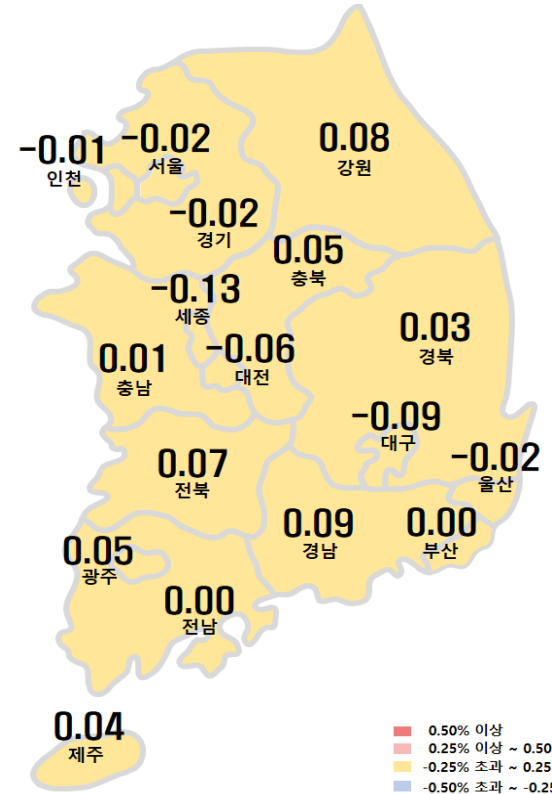 0.08
강원
-0.02
서울
-0.01
인천
-0.02
경기
0.05
충북
-0.13
세종
0.03
경북
-0.06
대전
0.01
충남
-0.09
대구
-0.02
울산
0.07
전북
0.09
경남
0.00
부산
0.05
광주
0.00
전남
0.04
제주
0.50% 이상
0.25% 이상 ~ 0.50
-0.25% 초과 ~ 0.25
-0.50% 초과 ~ -0.25